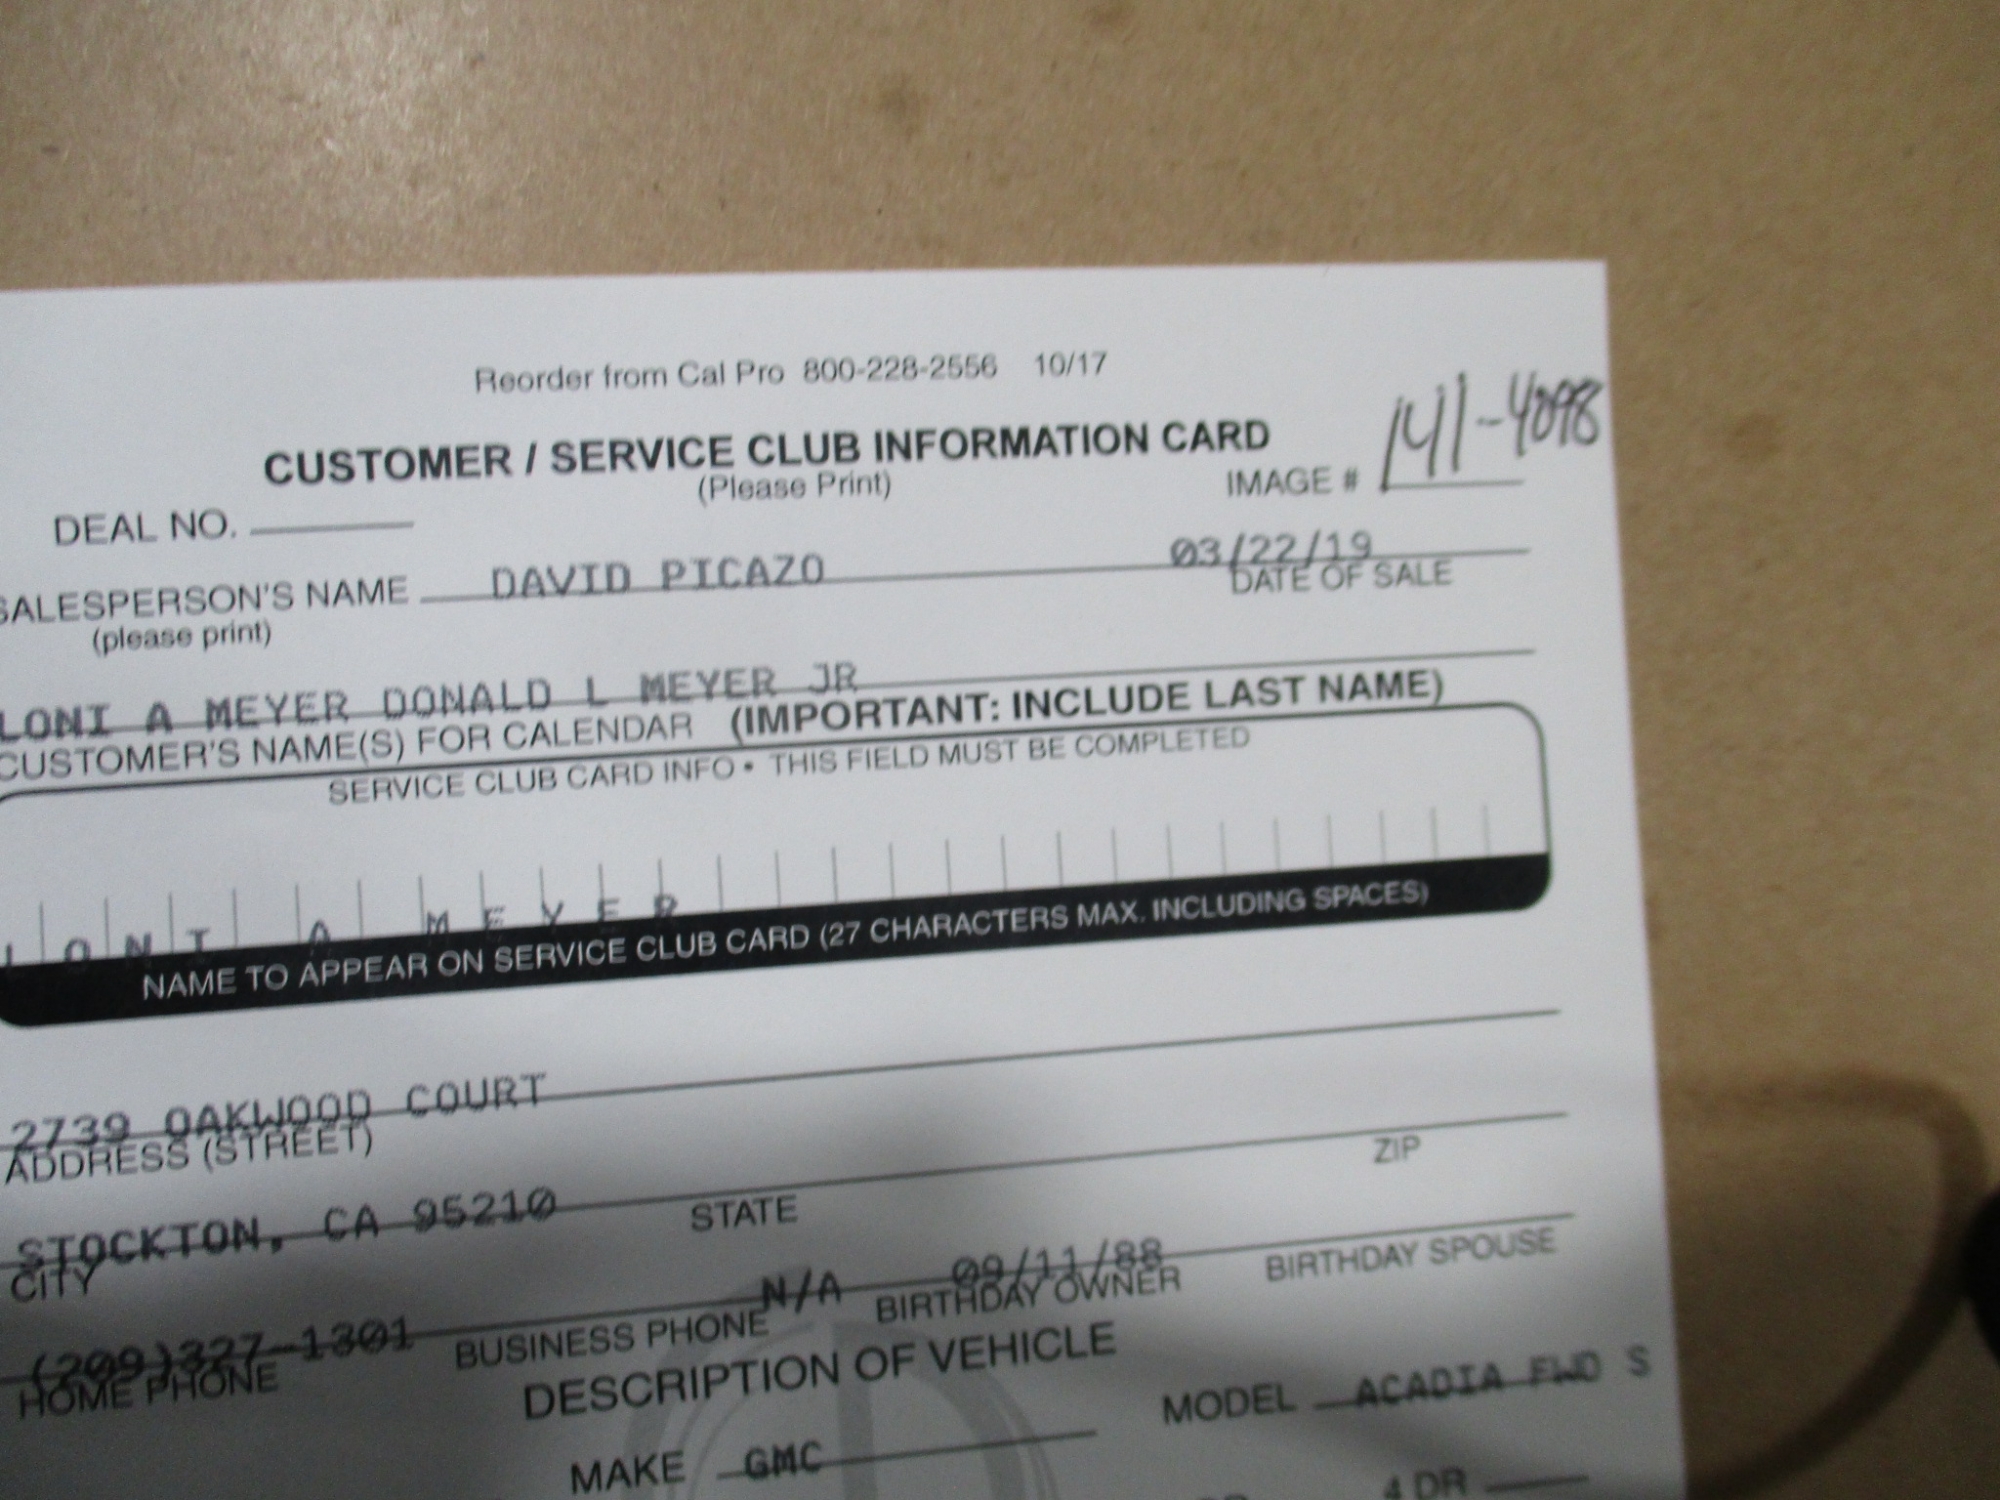 Reorder from Cal Pro 800-228-2556 10/17
CUSTOMER / SERVICE CLUB INFORMATION CARD
(Please Print)
IMAGE # 141-4098
DEAL NO.
SALESPERSON'S NAME DAVID PICAZO 03/22/19
(please print) DATE OF SALE
LONI A MEYER DONALD L MEYER JR
CUSTOMER'S NAME(S) FOR CALENDAR (IMPORTANT: INCLUDE LAST NAME)
SERVICE CLUB CARD INFO • THIS FIELD MUST BE COMPLETED
LONI A MEYER
NAME TO APPEAR ON SERVICE CLUB CARD (27 CHARACTERS MAX. INCLUDING SPACES)
2739 OAKWOOD COURT
ADDRESS (STREET)
STOCKTON, CA 95210
CITY STATE ZIP
(209)327-1301 N/A 09/11/88
HOME PHONE BUSINESS PHONE BIRTHDAY OWNER BIRTHDAY SPOUSE
DESCRIPTION OF VEHICLE
MAKE GMC MODEL ACADIA FWD S
4 DR